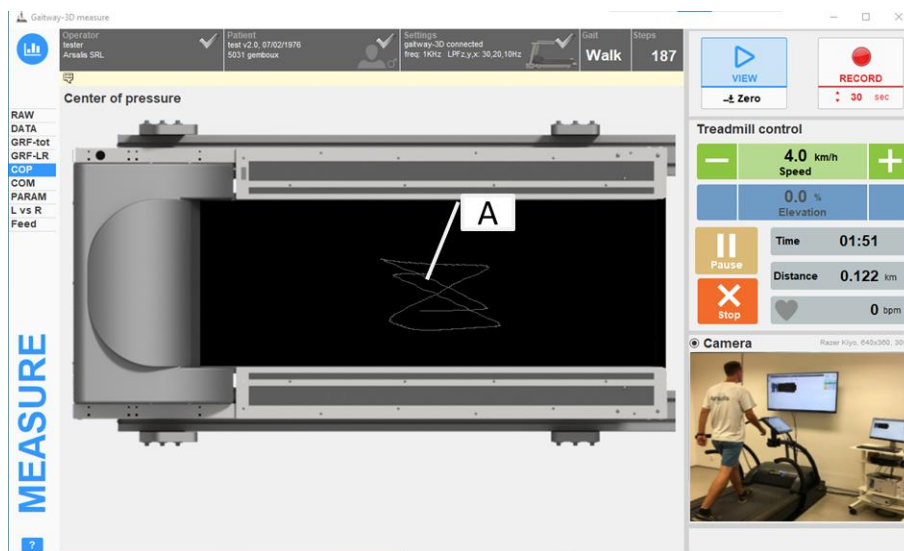 Gaitway-3D measure
Operator
tester
Arsalis SRL
Patient
test v2.0, 07/02/1976
5031 gembloux
Settings
gaitway-3D connected
freq: 1KHz LPFz,y,x: 30,20,10Hz
Gait
Walk
Steps
187
VIEW
Zero
RECORD
30 sec
Center of pressure
RAW
DATA
GRF-tot
GRF-LR
COP
COM
PARAM
L vs R
Feed
MEASURE
?
A
Treadmill control
4.0 km/h
Speed
0.0 %
Elevation
Pause
Time 01:51
Distance 0.122 km
Stop
0 bpm
Camera
Razer Kiyo, 640x360, 30